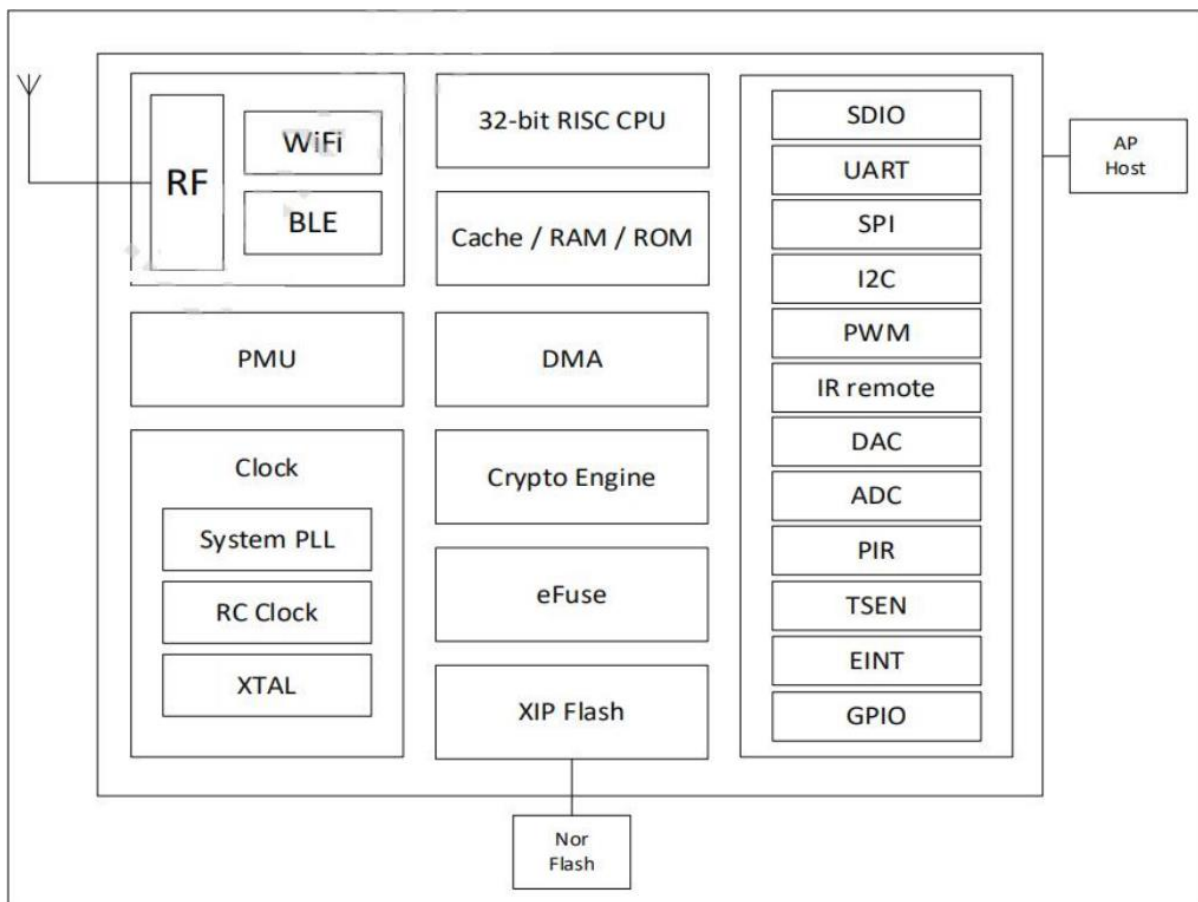 RF
WiFi
BLE
PMU
Clock
System PLL
RC Clock
XTAL
32-bit RISC CPU
Cache / RAM / ROM
DMA
Crypto Engine
eFuse
XIP Flash
SDIO
UART
SPI
I2C
PWM
IR remote
DAC
ADC
PIR
TSEN
EINT
GPIO
AP
Host
Nor
Flash